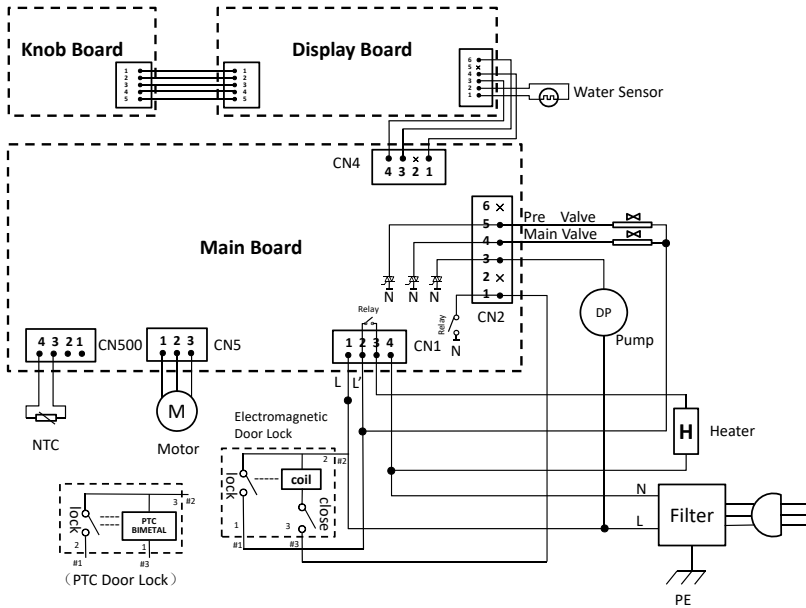 Knob Board
1
2
3
4
5
Display Board
1
2
3
4
5
6
5
4
3
2
1
Water Sensor
CN4
4 3 2 1
Main Board
6
5
4
3
2
1
CN2
Pre Valve
Main Valve
N N N
Relay
N
DP
Pump
Relay
4 3 2 1
CN500
1 2 3
CN5
1 2 3 4
CN1
L L'
NTC
M
Motor
Electromagnetic
Door Lock
2
#2
lock
coil
close
1
3
#1
#3
H
Heater
N
L
Filter
PE
3
#2
lock
PTC
BIMETAL
2
1
#1
#3
（PTC Door Lock）